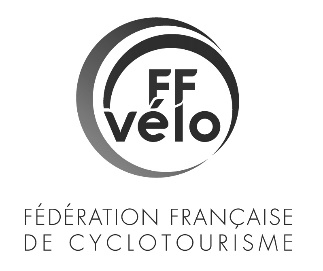 FF
vélo
FÉDÉRATION FRANÇAISE
DE CYCLOTOURISME